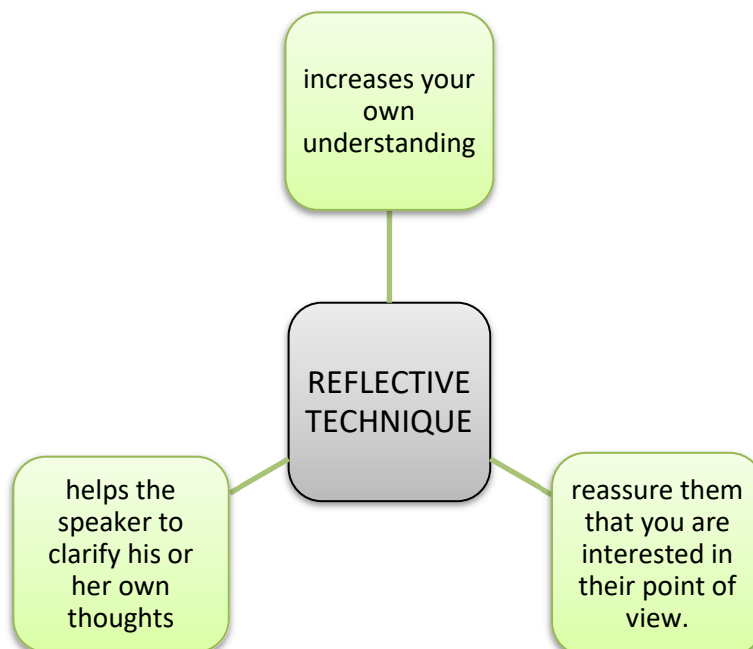 increases your
own
understanding
REFLECTIVE
TECHNIQUE
helps the
speaker to
clarify his or
her own
thoughts
reassure them
that you are
interested in
their point of
view.